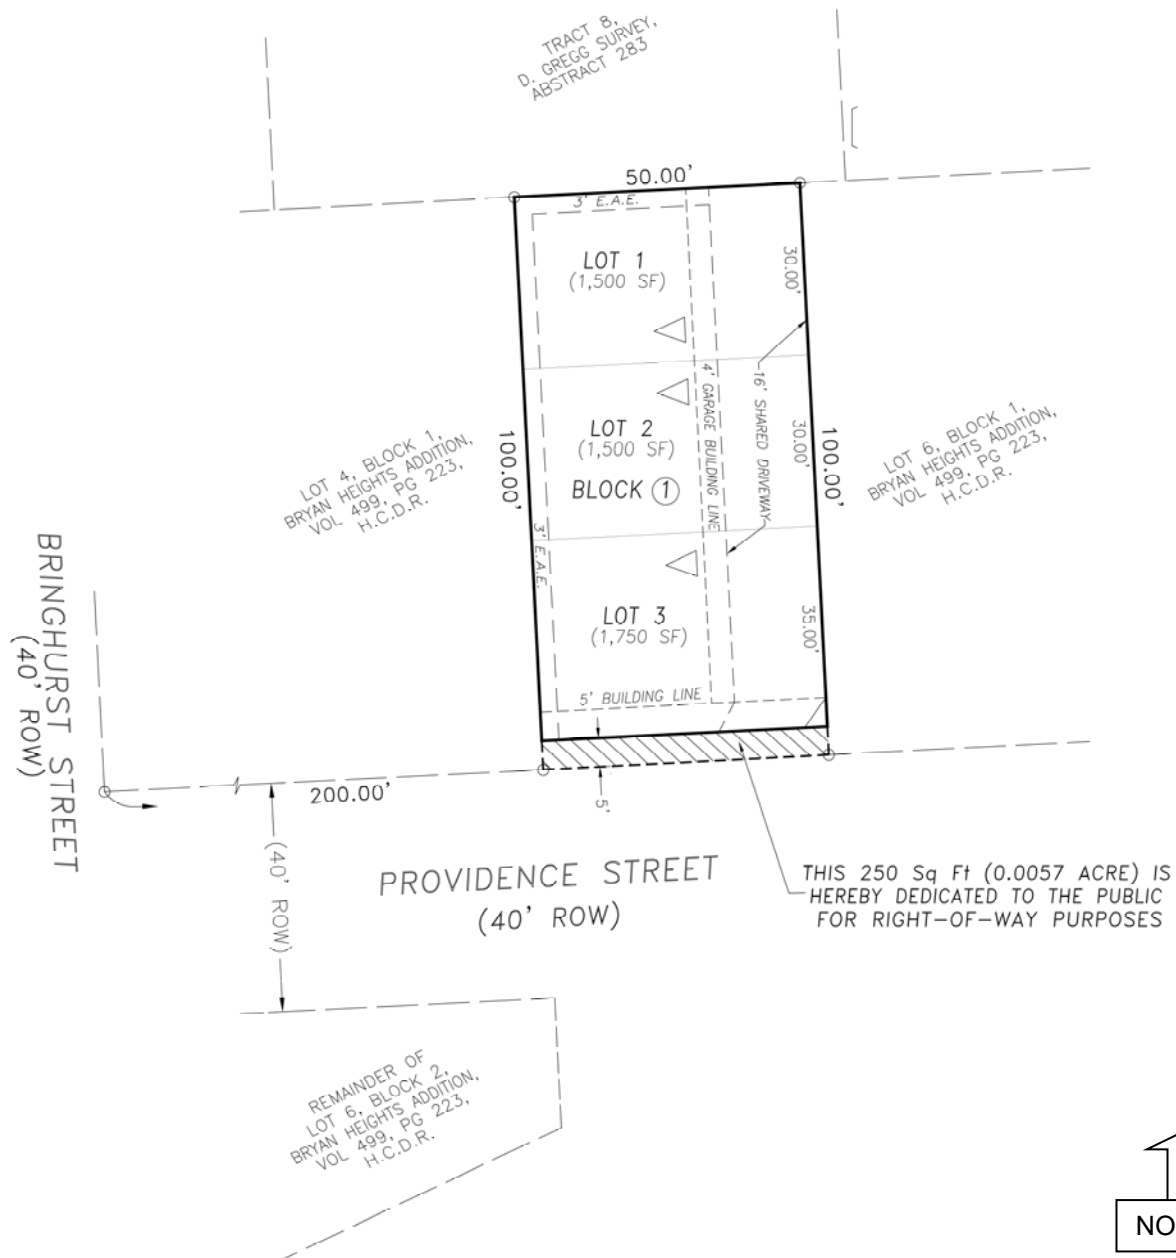 TRACT 8,
D. GREGG SURVEY,
ABSTRACT 283
50.00'
3' E.A.E.
LOT 1
(1,500 SF)
30.00'
4' GARAGE BUILDING LINE
16' SHARED DRIVEWAY
LOT 2
(1,500 SF)
30.00'
BLOCK 1
100.00'
100.00'
LOT 4, BLOCK 1,
BRYAN HEIGHTS ADDITION,
VOL 499, PG 223,
H.C.D.R.
LOT 6, BLOCK 1,
BRYAN HEIGHTS ADDITION,
VOL 499, PG 223,
H.C.D.R.
3' E.A.E.
LOT 3
(1,750 SF)
35.00'
5' BUILDING LINE
BRINGHURST STREET
(40' ROW)
200.00'
5'
(40' ROW)
PROVIDENCE STREET
(40' ROW)
THIS 250 Sq Ft (0.0057 ACRE) IS
HEREBY DEDICATED TO THE PUBLIC
FOR RIGHT-OF-WAY PURPOSES
REMAINDER OF
LOT 6, BLOCK 2,
BRYAN HEIGHTS ADDITION,
VOL 499, PG 223,
H.C.D.R.
NO